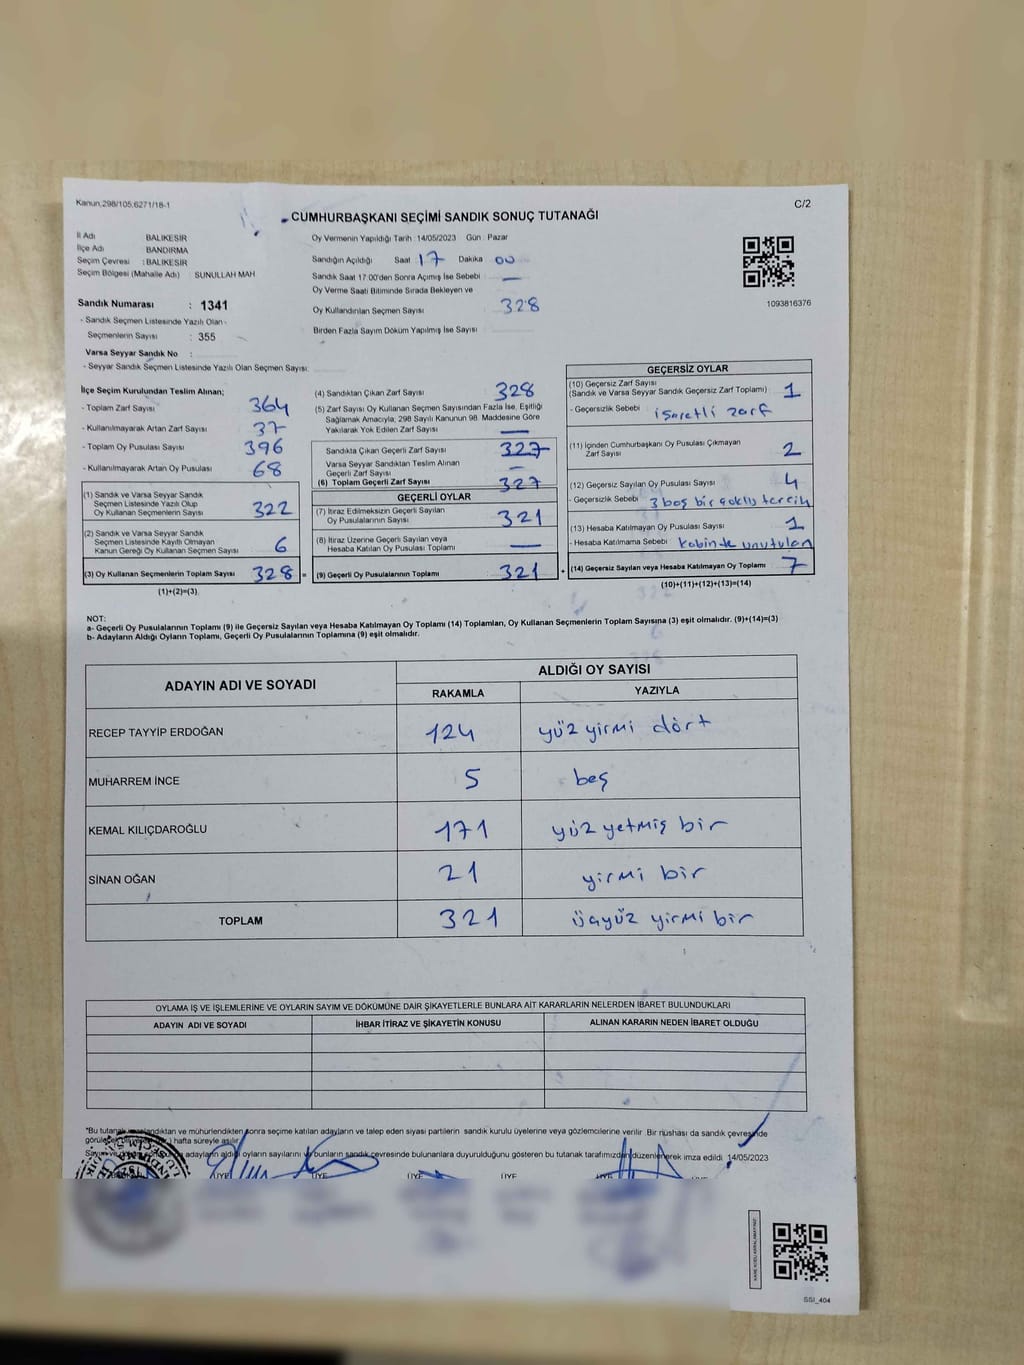 Kanun.298/105,6271/18-1
C/2
CUMHURBAŞKANI SEÇİMİ SANDIK SONUÇ TUTANAĞI
İl Adı BALIKESİR
İlçe Adı BANDIRMA
Seçim Çevresi : BALIKESİR
Seçim Bölgesi (Mahalle Adı) : SUNULLAH MAH
Sandık Numarası : 1341
- Sandık Seçmen Listesinde Yazılı Olan
Seçmenlerin Sayısı : 355
Varsa Seyyar Sandık No :
- Seyyar Sandık Seçmen Listesinde Yazılı Olan Seçmen Sayısı:
Oy Vermenin Yapıldığı Tarih : 14/05/2023 Gün : Pazar
Sandığın Açıldığı Saat 17 Dakika 00
Sandık Saat 17:00'den Sonra Açılmış İse Sebebi —
Oy Verme Saati Bitiminde Sırada Bekleyen ve
Oy Kullandırılan Seçmen Sayısı 328
Birden Fazla Sayım Döküm Yapılmış İse Sayısı
1093816376
İlçe Seçim Kurulundan Teslim Alınan;
- Toplam Zarf Sayısı 364
- Kullanılmayarak Artan Zarf Sayısı 37
- Toplam Oy Pusulası Sayısı 396
- Kullanılmayarak Artan Oy Pusulası 68
(1) Sandık ve Varsa Seyyar Sandık
Seçmen Listesinde Yazılı Olup
Oy Kullanan Seçmenlerin Sayısı 322
(2) Sandık ve Varsa Seyyar Sandık
Seçmen Listesinde Kayıtlı Olmayan
Kanun Gereği Oy Kullanan Seçmen Sayısı 6
(3) Oy Kullanan Seçmenlerin Toplam Sayısı 328 =
(1)+(2)=(3)
(4) Sandıktan Çıkan Zarf Sayısı 328
(5) Zarf Sayısı Oy Kullanan Seçmen Sayısından Fazla İse, Eşitliği
Sağlamak Amacıyla; 298 Sayılı Kanunun 98. Maddesine Göre
Yakılarak Yok Edilen Zarf Sayısı —
Sandıkta Çıkan Geçerli Zarf Sayısı 327
Varsa Seyyar Sandıktan Teslim Alınan
Geçerli Zarf Sayısı —
(6) Toplam Geçerli Zarf Sayısı 327
GEÇERLİ OYLAR
(7) İtiraz Edilmeksizin Geçerli Sayılan
Oy Pusulalarının Sayısı 321
(8) İtiraz Üzerine Geçerli Sayılan veya
Hesaba Katılan Oy Pusulası Toplamı —
(9) Geçerli Oy Pusulalarının Toplamı 321 +
GEÇERSİZ OYLAR
(10) Geçersiz Zarf Sayısı
(Sandık ve Varsa Seyyar Sandık Geçersiz Zarf Toplamı) 1
- Geçersizlik Sebebi işaretli zarf
(11) İçinden Cumhurbaşkanı Oy Pusulası Çıkmayan
Zarf Sayısı 2
(12) Geçersiz Sayılan Oy Pusulası Sayısı 4
- Geçersizlik Sebebi 3 boş bir çoklu tercih
(13) Hesaba Katılmayan Oy Pusulası Sayısı 1
- Hesaba Katılmama Sebebi kabinde unutulan
(14) Geçersiz Sayılan veya Hesaba Katılmayan Oy Toplamı 7
(10)+(11)+(12)+(13)=(14)
NOT:
a- Geçerli Oy Pusulalarının Toplamı (9) ile Geçersiz Sayılan veya Hesaba Katılmayan Oy Toplamı (14) Toplamları, Oy Kullanan Seçmenlerin Toplam Sayısına (3) eşit olmalıdır. (9)+(14)=(3)
b- Adayların Aldığı Oyların Toplamı, Geçerli Oy Pusulalarının Toplamına (9) eşit olmalıdır.
ADAYIN ADI VE SOYADI
ALDIĞI OY SAYISI
RAKAMLA YAZIYLA
RECEP TAYYİP ERDOĞAN 124 yüz yirmi dört
MUHARREM İNCE 5 beş
KEMAL KILIÇDAROĞLU 171 yüz yetmiş bir
SİNAN OĞAN 21 yirmi bir
TOPLAM 321 üçyüz yirmi bir
OYLAMA İŞ VE İŞLEMLERİNE VE OYLARIN SAYIM VE DÖKÜMÜNE DAİR ŞİKAYETLERLE BUNLARA AİT KARARLARIN NELERDEN İBARET BULUNDUKLARI
ADAYIN ADI VE SOYADI İHBAR İTİRAZ VE ŞİKAYETİN KONUSU ALINAN KARARIN NEDEN İBARET OLDUĞU
*Bu tutanak mühürlendikten sonra seçime katılan adayların ve talep eden siyasi partilerin sandık kurulu üyelerine veya gözlemcilerine verilir. Bir nüshası da sandık çevresinde
hafta süreyle asılır.
adayların aldığı oyların sayılarını bunların sandık çevresinde bulunanlara duyurulduğunu gösteren bu tutanak tarafımızdan düzenlenerek imza edildi. 14/05/2023
ÜYE ÜYE ÜYE ÜYE ÜYE
SSI_404